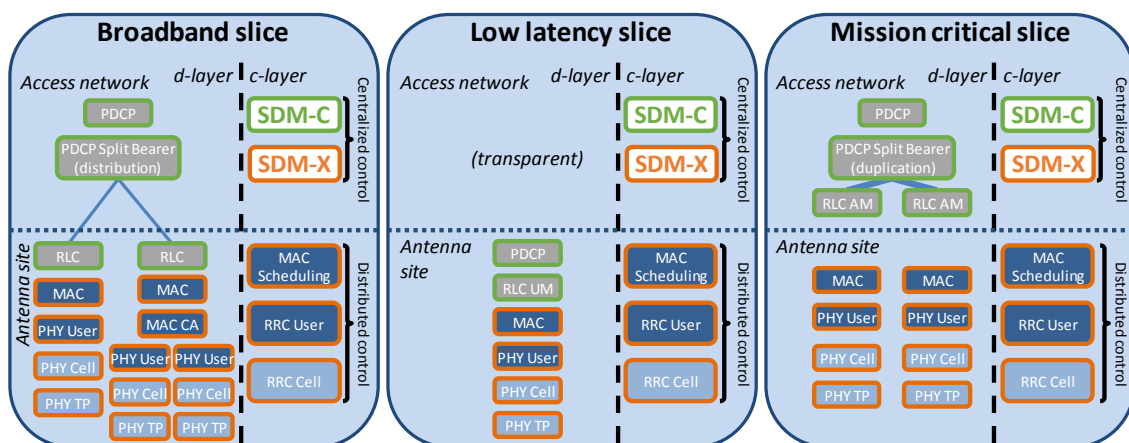 Broadband slice
Access network
d-layer
c-layer
PDCP
PDCP Split Bearer
(distribution)
SDM-C
SDM-X
Centralized control
Antenna site
RLC
RLC
MAC
MAC
PHY User
MAC CA
PHY Cell
PHY User
PHY User
PHY TP
PHY Cell
PHY Cell
PHY TP
PHY TP
MAC
Scheduling
RRC User
RRC Cell
Distributed control
Low latency slice
Access network
d-layer
c-layer
(transparent)
SDM-C
SDM-X
Centralized control
Antenna
site
PDCP
RLC UM
MAC
PHY User
PHY Cell
PHY TP
MAC
Scheduling
RRC User
RRC Cell
Distributed control
Mission critical slice
Access network
d-layer
c-layer
PDCP
PDCP Split Bearer
(duplication)
RLC AM
RLC AM
SDM-C
SDM-X
Centralized control
Antenna site
MAC
MAC
PHY User
PHY User
PHY Cell
PHY Cell
PHY TP
PHY TP
MAC
Scheduling
RRC User
RRC Cell
Distributed control